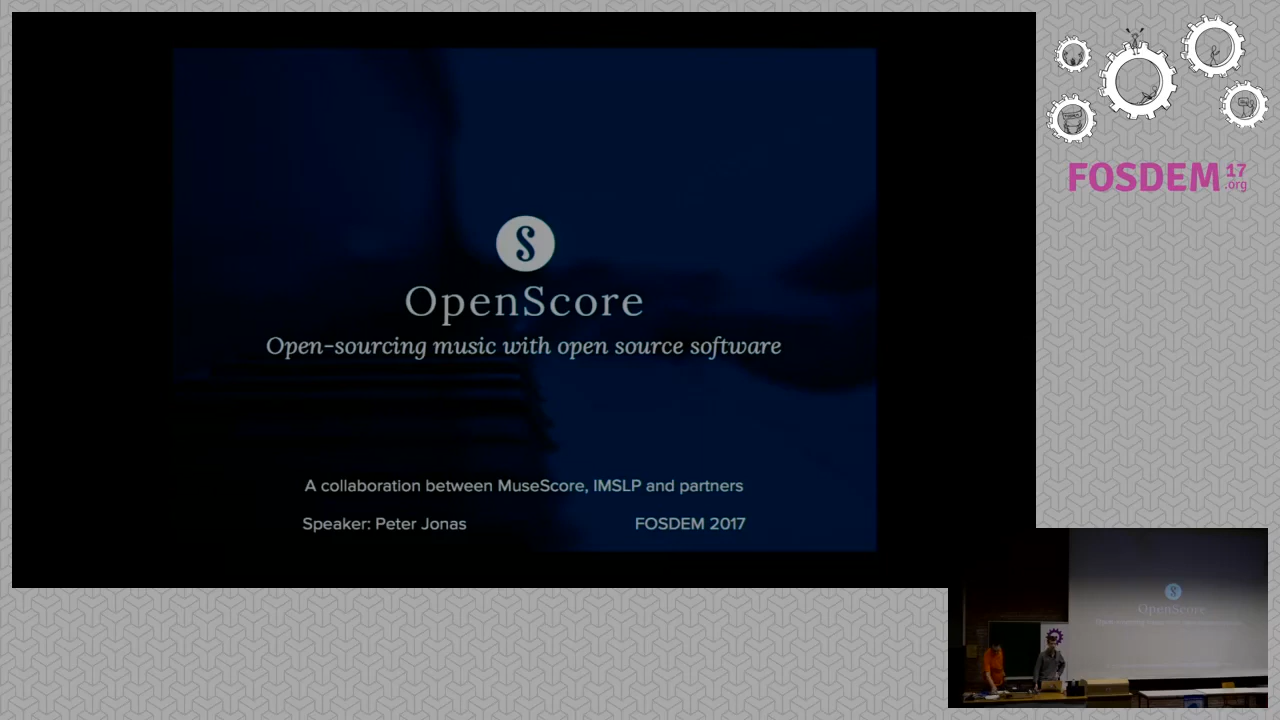 OpenScore
Open-sourcing music with open source software
A collaboration between MuseScore, IMSLP and partners
Speaker: Peter Jonas
FOSDEM 2017
FOSDEM 17
.org
OpenScore